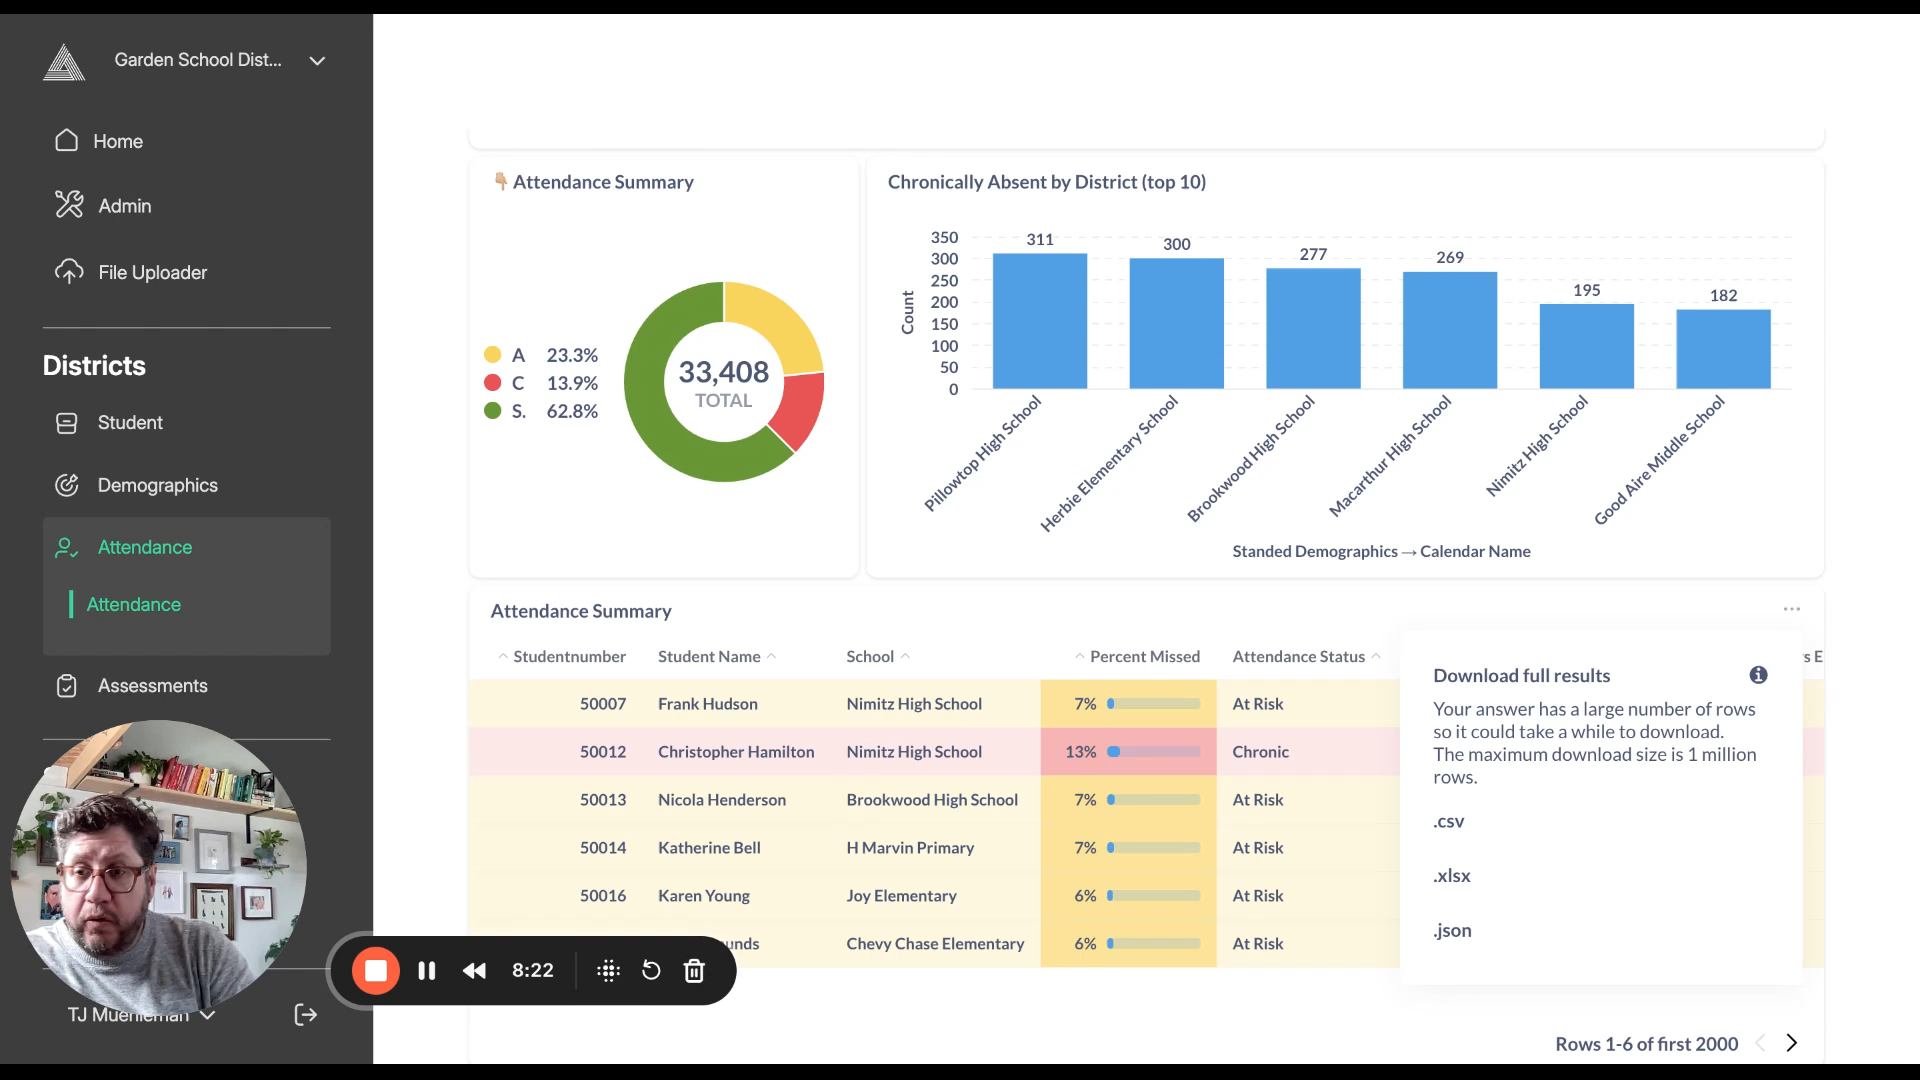 Garden School Dist...
Home
Admin
File Uploader
Districts
Student
Demographics
Attendance
Attendance
Assessments
TJ Muehleman
Attendance Summary
A 23.3%
C 13.9%
S. 62.8%
33,408
TOTAL
Chronically Absent by District (top 10)
Count
350
300
250
200
150
100
50
0
311
300
277
269
195
182
Pillowtop High School
Herbie Elementary School
Brookwood High School
Macarthur High School
Nimitz High School
Good Aire Middle School
Standed Demographics → Calendar Name
Attendance Summary
Studentnumber Student Name School Percent Missed Attendance Status s E
50007 Frank Hudson Nimitz High School 7% At Risk
50012 Christopher Hamilton Nimitz High School 13% Chronic
50013 Nicola Henderson Brookwood High School 7% At Risk
50014 Katherine Bell H Marvin Primary 7% At Risk
50016 Karen Young Joy Elementary 6% At Risk
unds Chevy Chase Elementary 6% At Risk
Download full results
Your answer has a large number of rows
so it could take a while to download.
The maximum download size is 1 million
rows.
.csv
.xlsx
.json
8:22
Rows 1-6 of first 2000